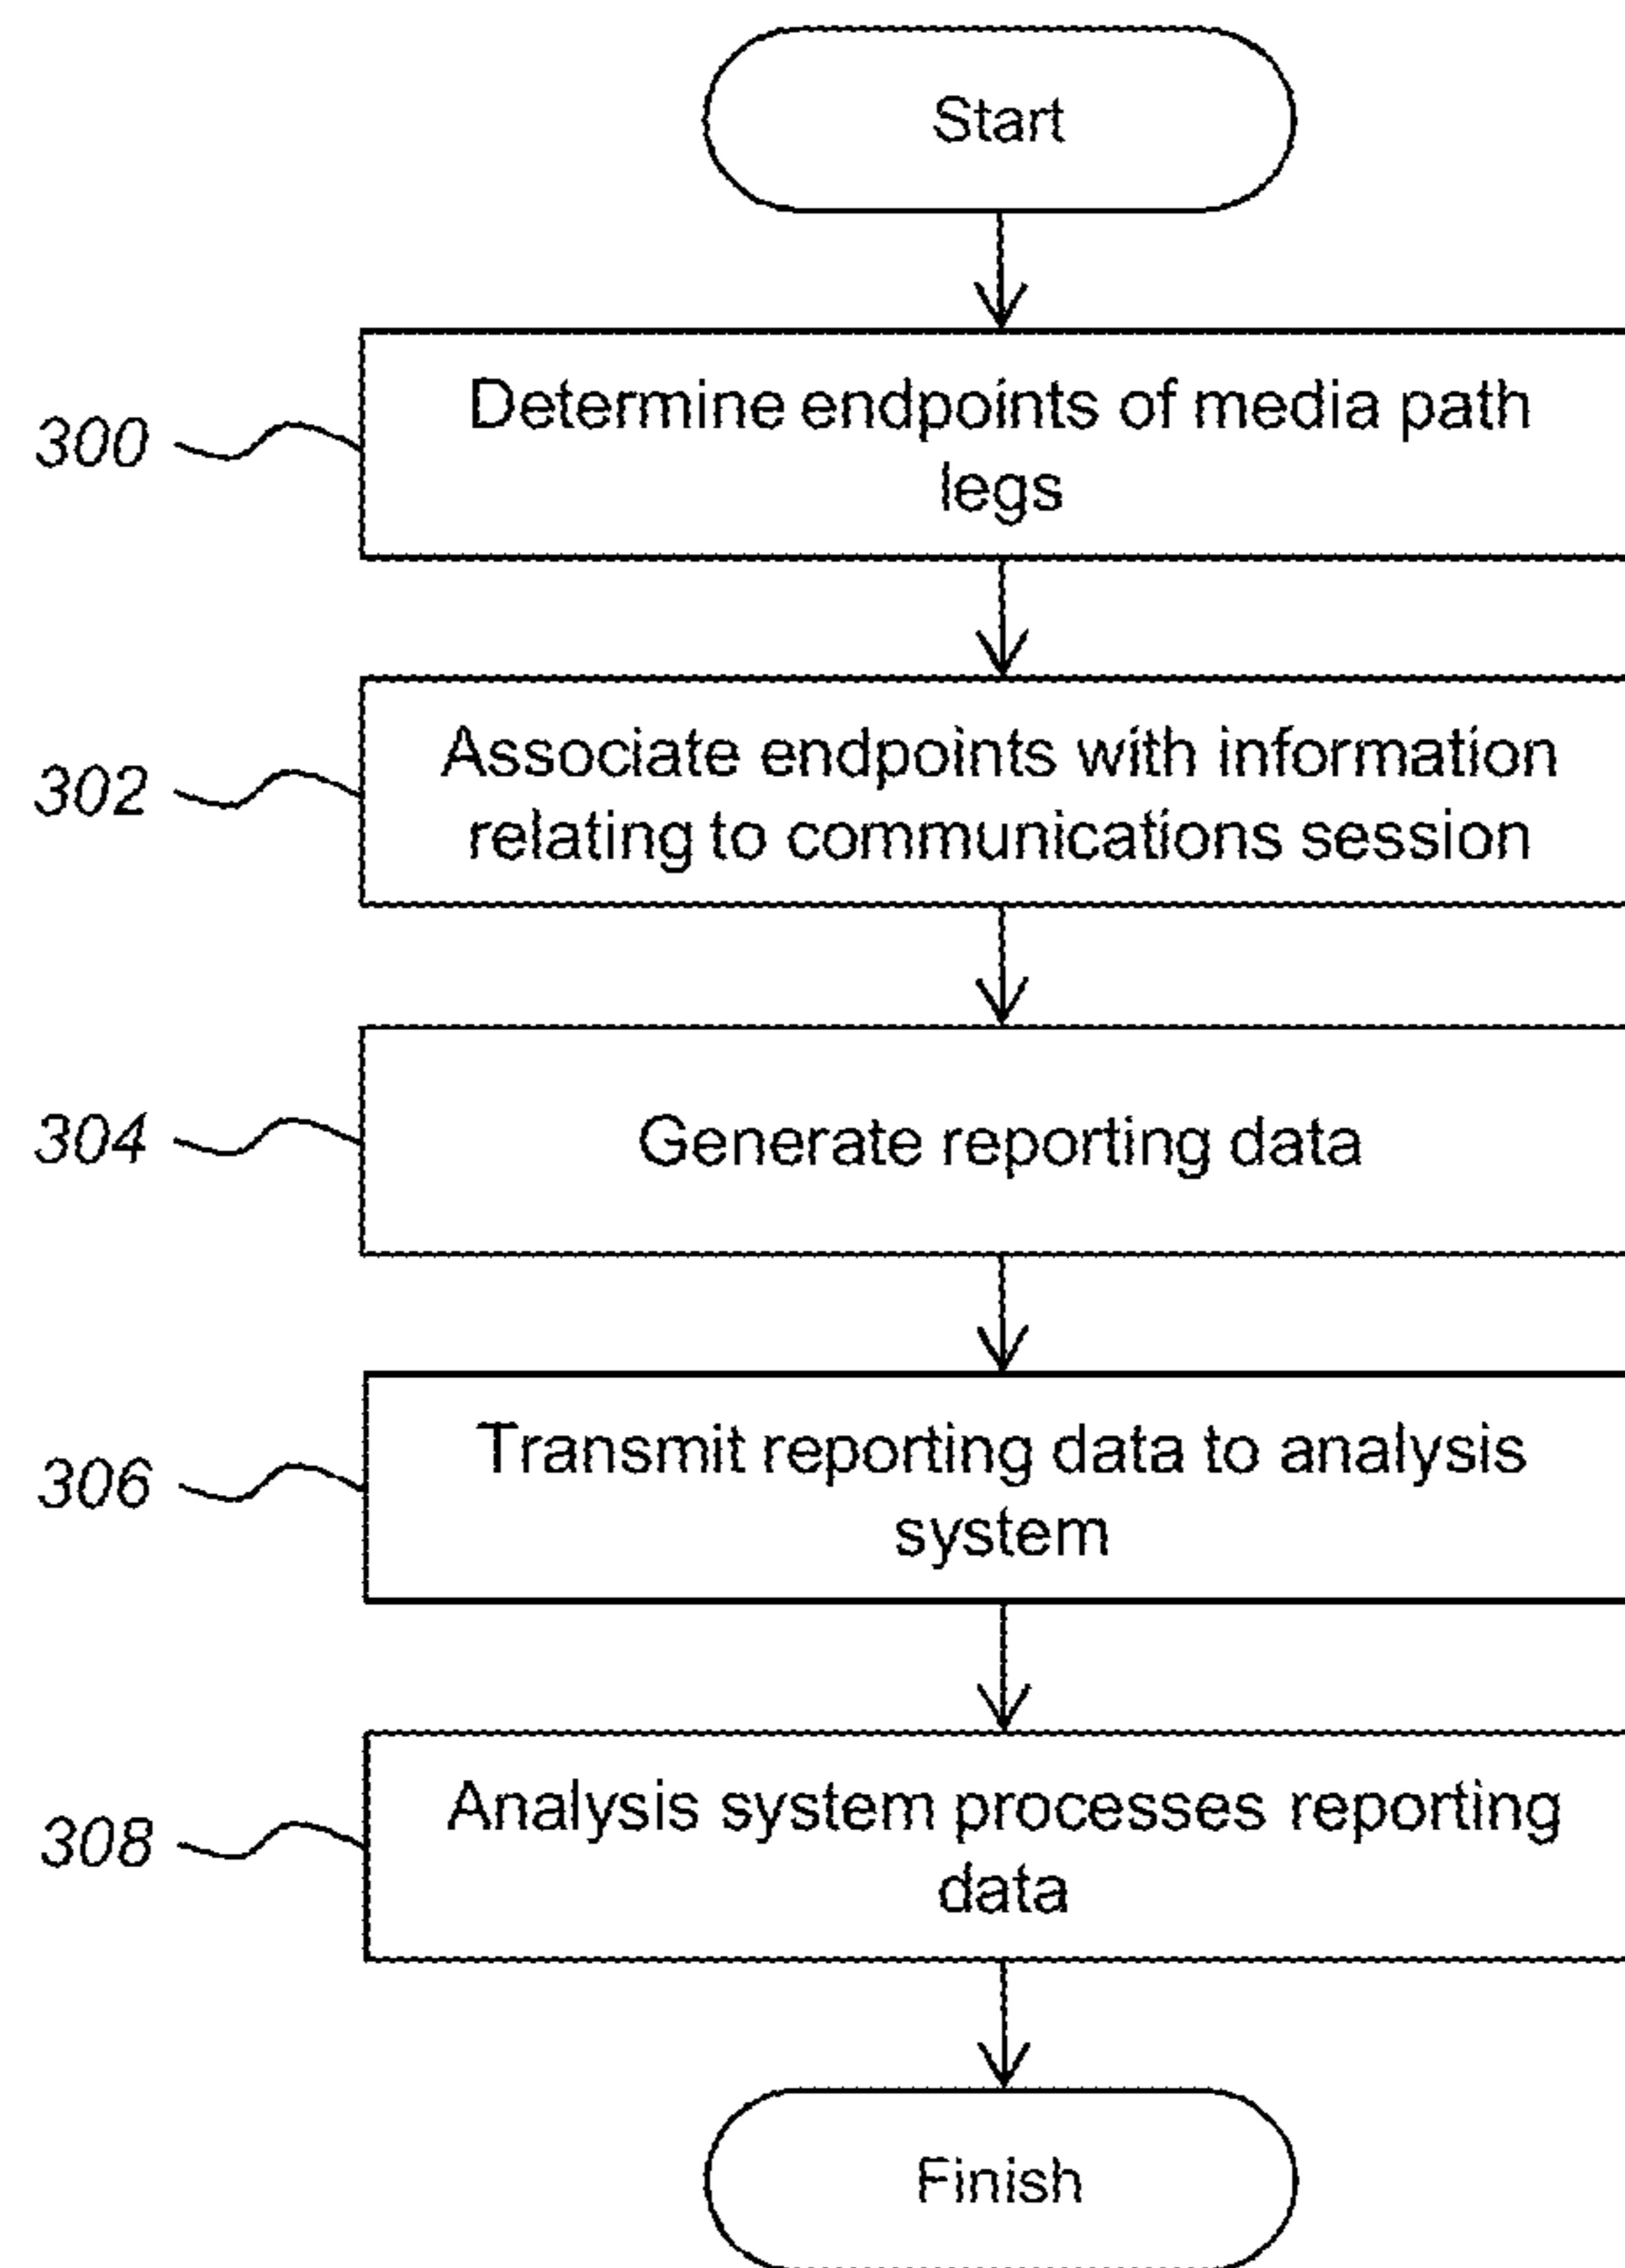 Start
300
Determine endpoints of media path
legs
302
Associate endpoints with information
relating to communications session
304
Generate reporting data
306
Transmit reporting data to analysis
system
308
Analysis system processes reporting
data
Finish